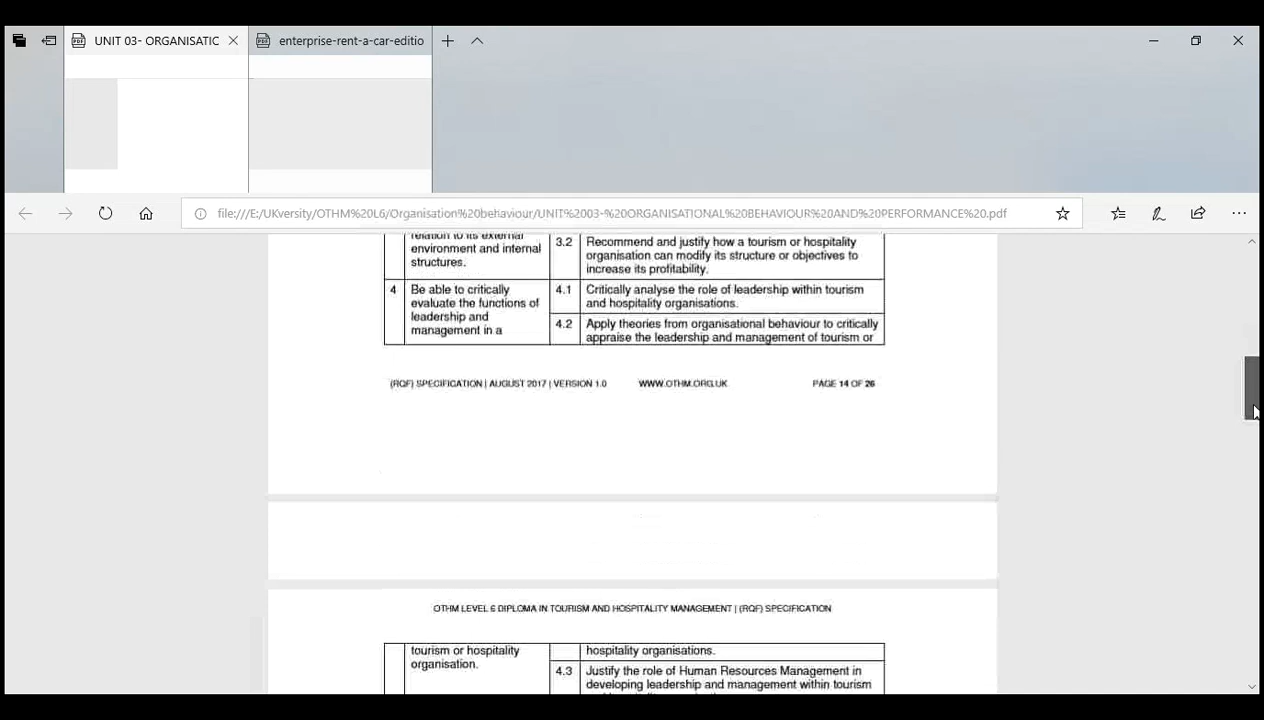 UNIT 03- ORGANISATIC
enterprise-rent-a-car-editio
file:///E:/UKversity/OTHM%20L6/Organisation%20behaviour/UNIT%2003-%20ORGANISATIONAL%20BEHAVIOUR%20AND%20PERFORMANCE%20.pdf
relation to its external
environment and internal
structures.
3.2 Recommend and justify how a tourism or hospitality
organisation can modify its structure or objectives to
increase its profitability.
4 Be able to critically
evaluate the functions of
leadership and
management in a
4.1 Critically analyse the role of leadership within tourism
and hospitality organisations.
4.2 Apply theories from organisational behaviour to critically
appraise the leadership and management of tourism or
(RQF) SPECIFICATION | AUGUST 2017 | VERSION 1.0 WWW.OTHM.ORG.UK PAGE 14 OF 26
OTHM LEVEL 6 DIPLOMA IN TOURISM AND HOSPITALITY MANAGEMENT | (RQF) SPECIFICATION
tourism or hospitality
organisation.
hospitality organisations.
4.3 Justify the role of Human Resources Management in
developing leadership and management within tourism